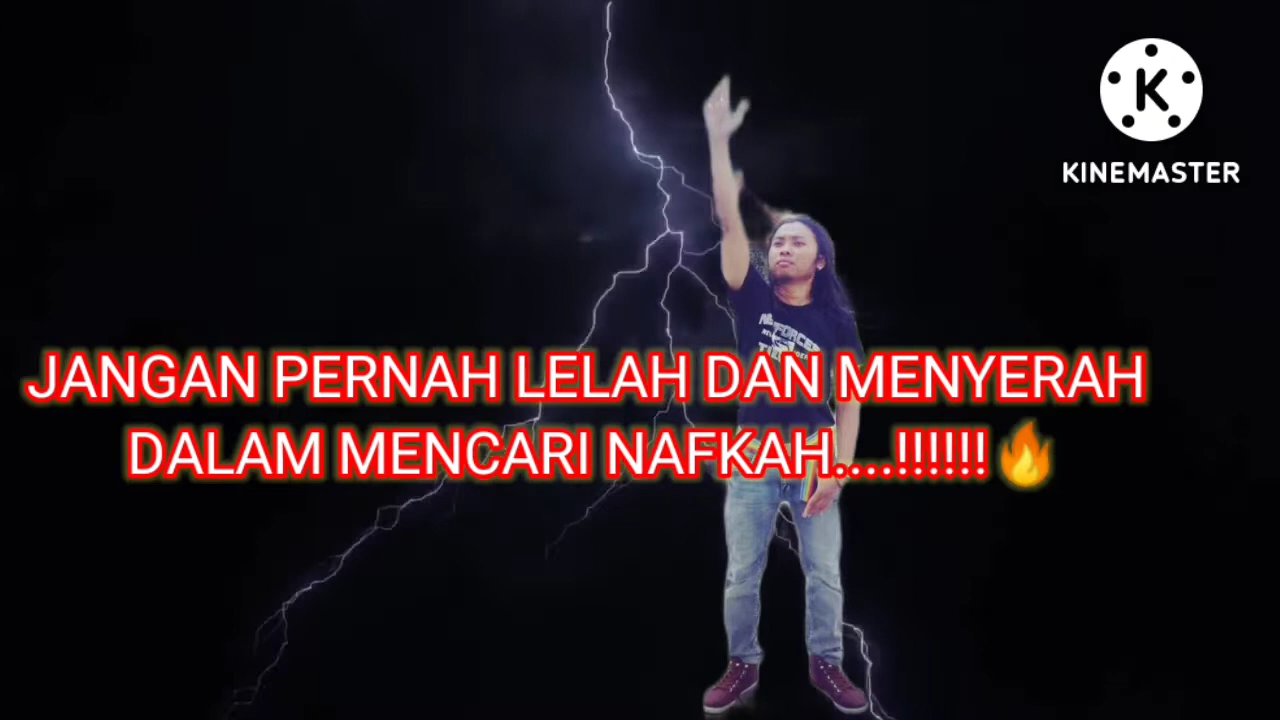 KINEMASTER
JANGAN PERNAH LELAH DAN MENYERAH
DALAM MENCARI NAFKAH....!!!!!!🔥